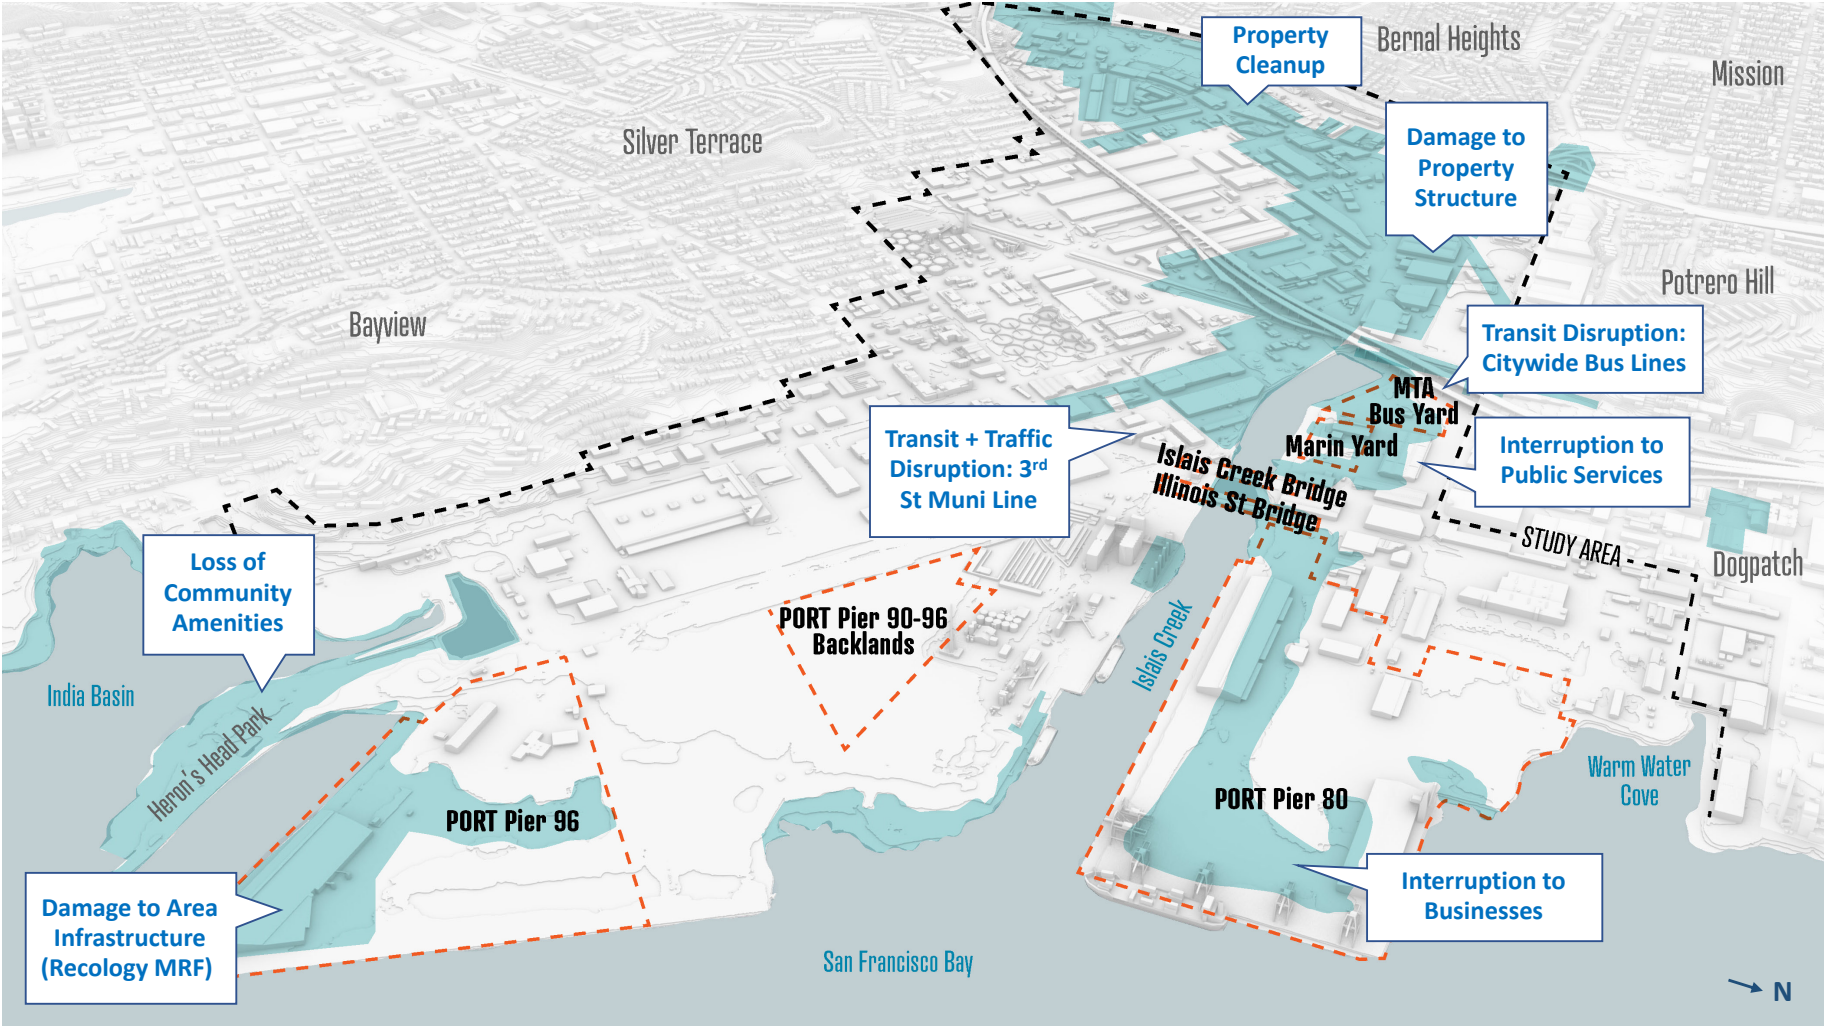 Property
Cleanup
Bernal Heights
Mission
Silver Terrace
Damage to
Property
Structure
Potrero Hill
Bayview
Transit Disruption:
Citywide Bus Lines
MTA
Bus Yard
Marin Yard
Transit + Traffic
Disruption: 3rd
St Muni Line
Interruption to
Public Services
Islais Creek Bridge
Illinois St Bridge
STUDY AREA
Dogpatch
Loss of
Community
Amenities
PORT Pier 90-96
Backlands
Islais Creek
India Basin
Heron's Head Park
Warm Water
Cove
PORT Pier 96
PORT Pier 80
Interruption to
Businesses
Damage to Area
Infrastructure
(Recology MRF)
San Francisco Bay
N